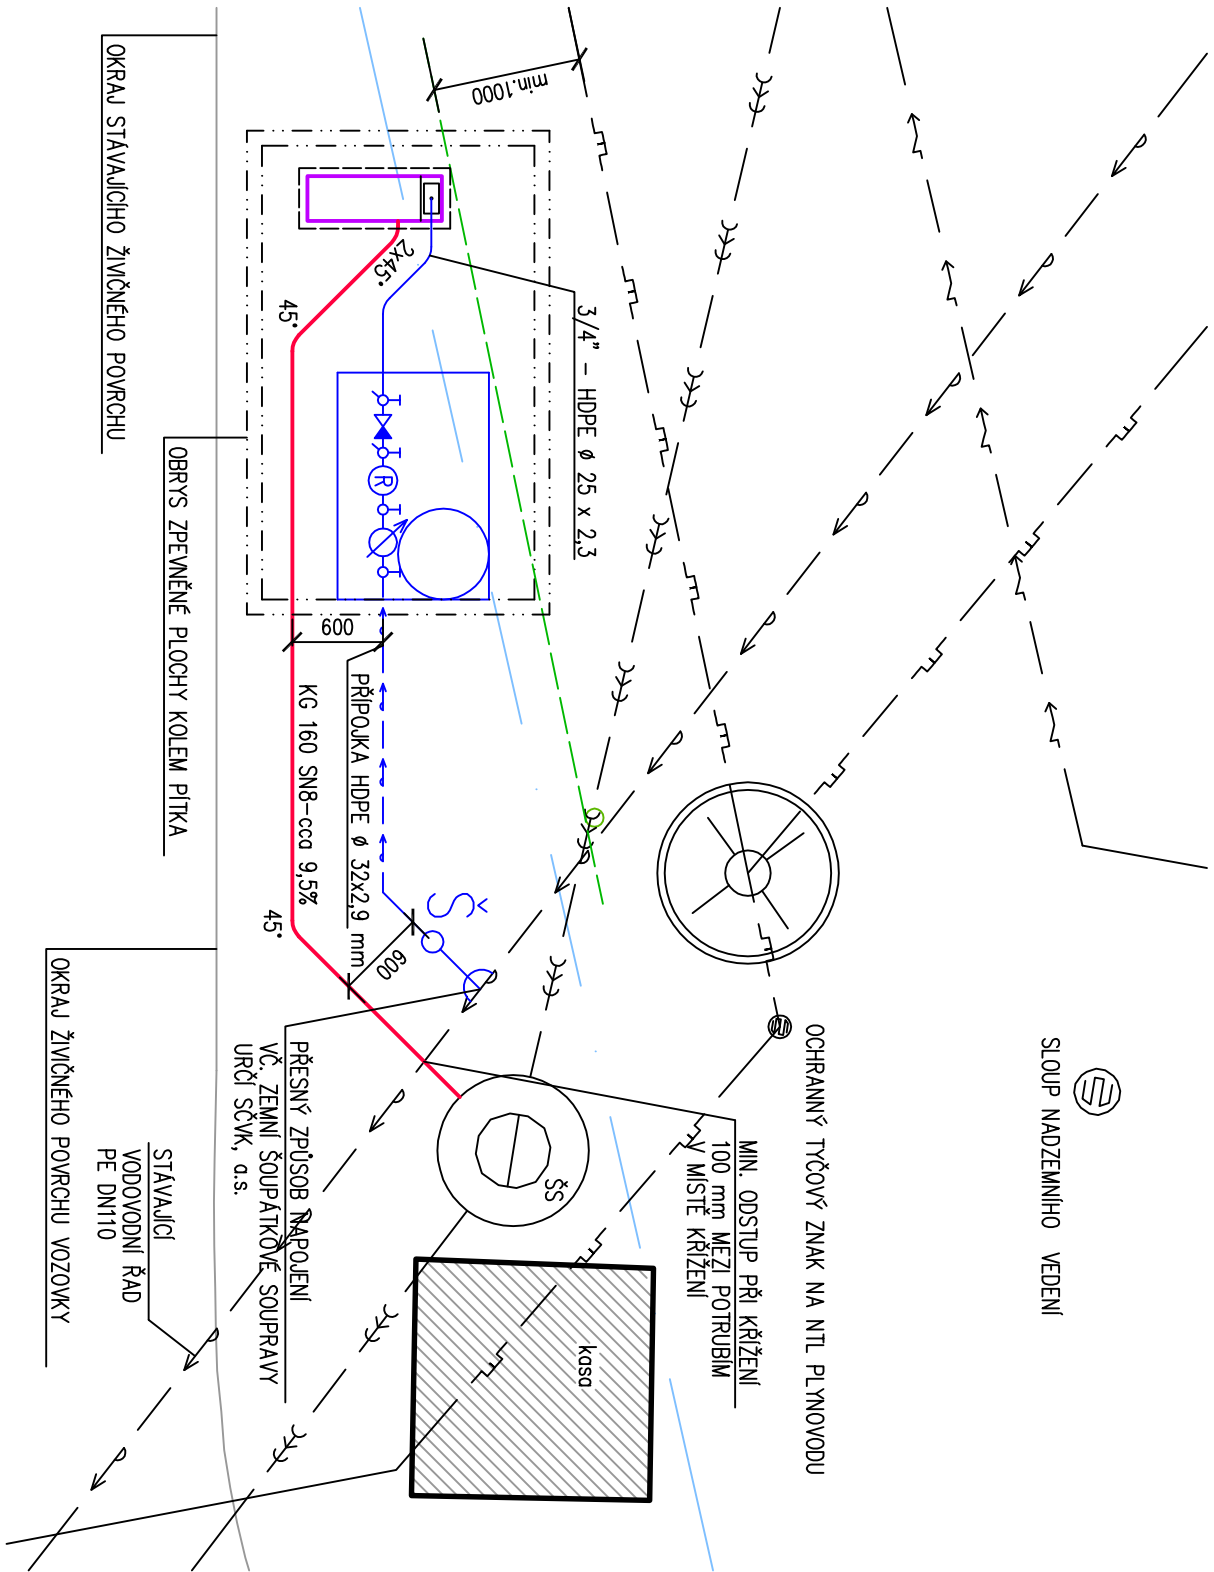 SLOUP NADZEMNÍHO VEDENÍ
OCHRANNÝ TYČOVÝ ZNAK NA NTL PLYNOVODU
MIN. ODSTUP PŘI KŘÍŽENÍ
100 mm MEZI POTRUBÍM
V MÍSTĚ KŘÍŽENÍ
min.1000
3/4" - HDPE ø 25 x 2,3
kasa
ŠS
Š
2x45°
R
600
600
PŘÍPOJKA HDPE ø 32x2,9 mm
KG 160 SN8-cca 9,5%
45°
45°
PŘESNÝ ZPŮSOB NAPOJENÍ
VČ. ZEMNÍ ŠOUPÁTKOVÉ SOUPRAVY
URČÍ SČVK, a.s.
OBRYS ZPEVNĚNÉ PLOCHY KOLEM PÍTKA
STÁVAJÍCÍ
VODOVODNÍ ŘAD
PE DN110
OKRAJ STÁVAJÍCÍHO ŽIVIČNÉHO POVRCHU
OKRAJ ŽIVIČNÉHO POVRCHU VOZOVKY